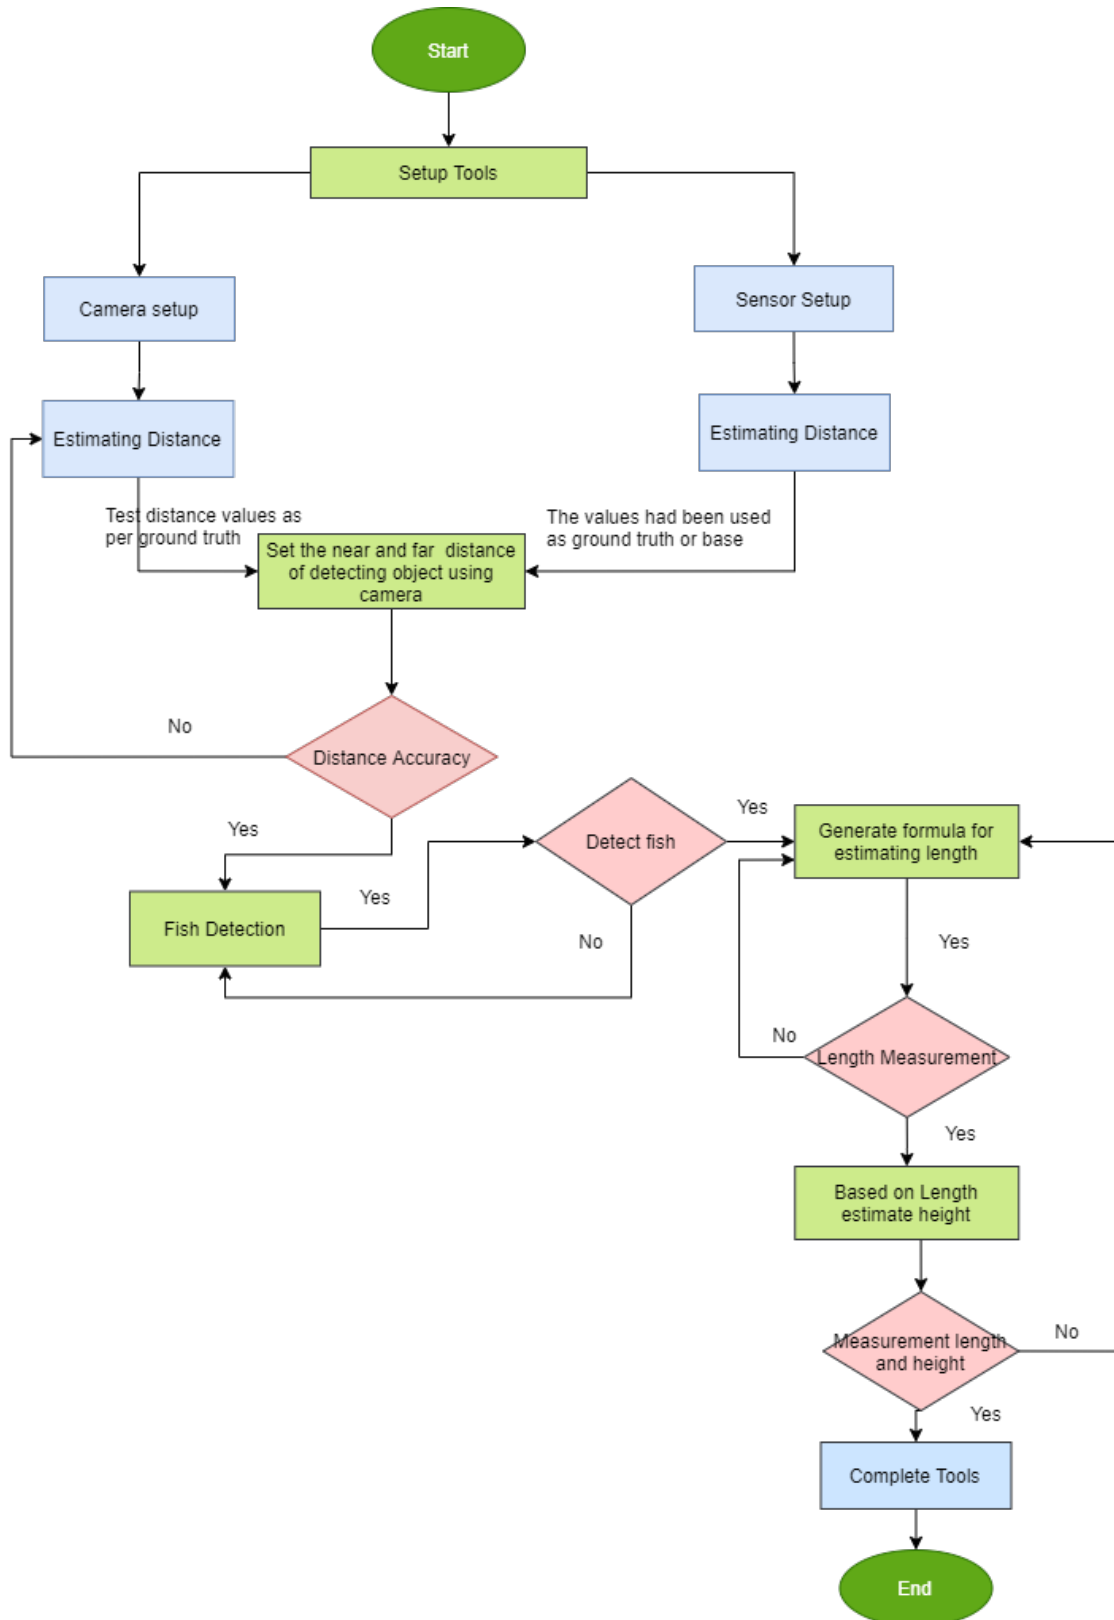 Start
Setup Tools
Camera setup
Sensor Setup
Estimating Distance
Estimating Distance
Test distance values as
per ground truth
The values had been used
as ground truth or base
Set the near and far distance
of detecting object using
camera
No
Distance Accuracy
Yes
Fish Detection
Yes
Detect fish
Yes
No
Generate formula for
estimating length
Yes
No
Length Measurement
Yes
Based on Length
estimate height
Measurement length
and height
No
Yes
Complete Tools
End